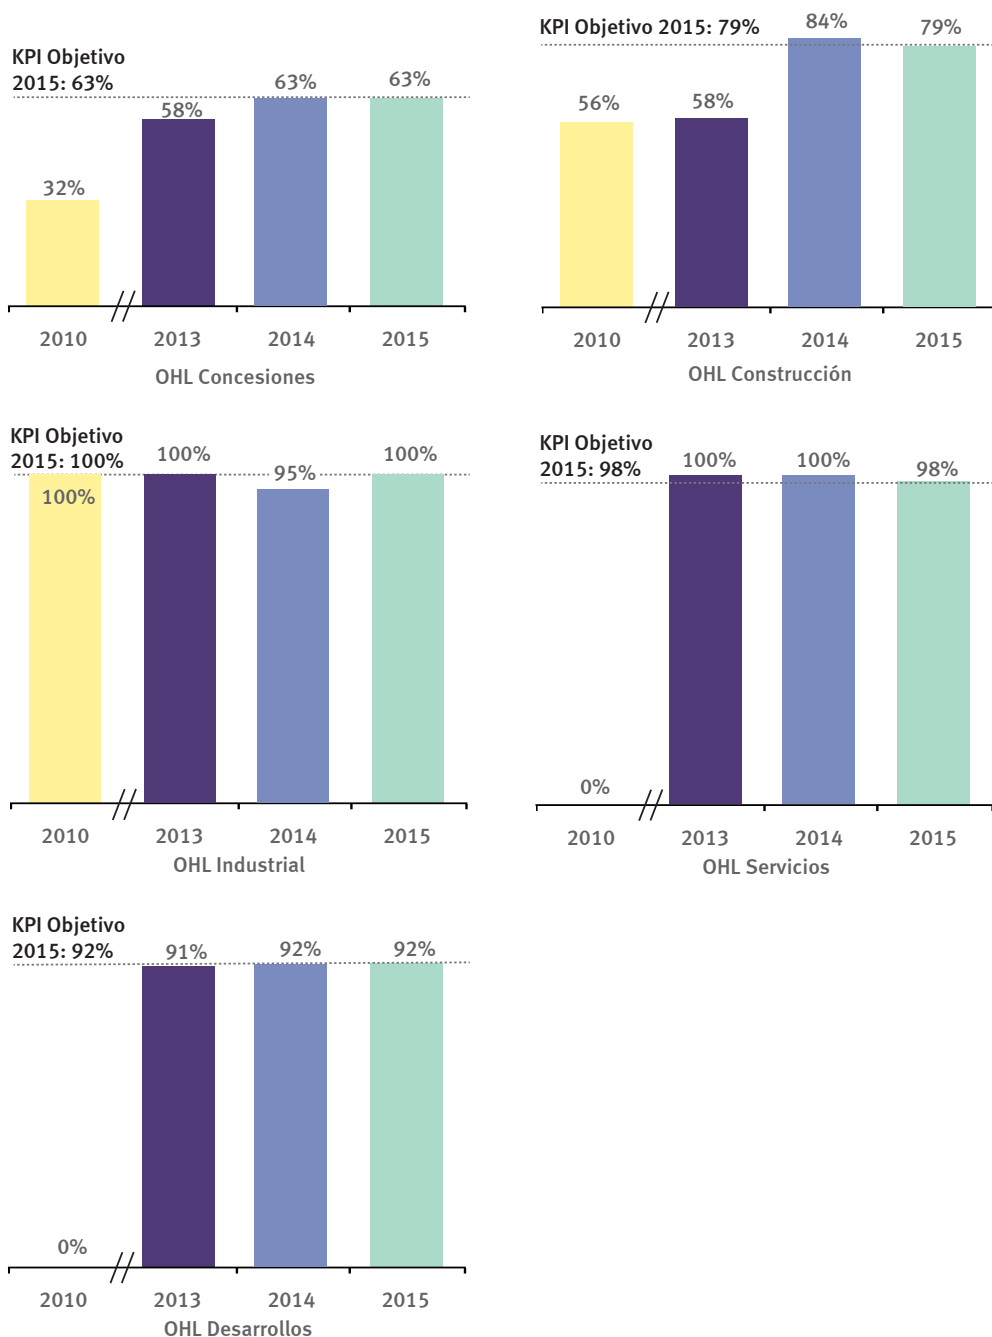 KPI Objetivo
2015: 63%
32%
58%
63%
63%
2010 2013 2014 2015
OHL Concesiones
KPI Objetivo 2015: 79%
56%
58%
84%
79%
2010 2013 2014 2015
OHL Construcción
KPI Objetivo
2015: 100%
100%
100%
95%
100%
2010 2013 2014 2015
OHL Industrial
KPI Objetivo
2015: 98%
0%
100%
100%
98%
2010 2013 2014 2015
OHL Servicios
KPI Objetivo
2015: 92%
0%
91%
92%
92%
2010 2013 2014 2015
OHL Desarrollos